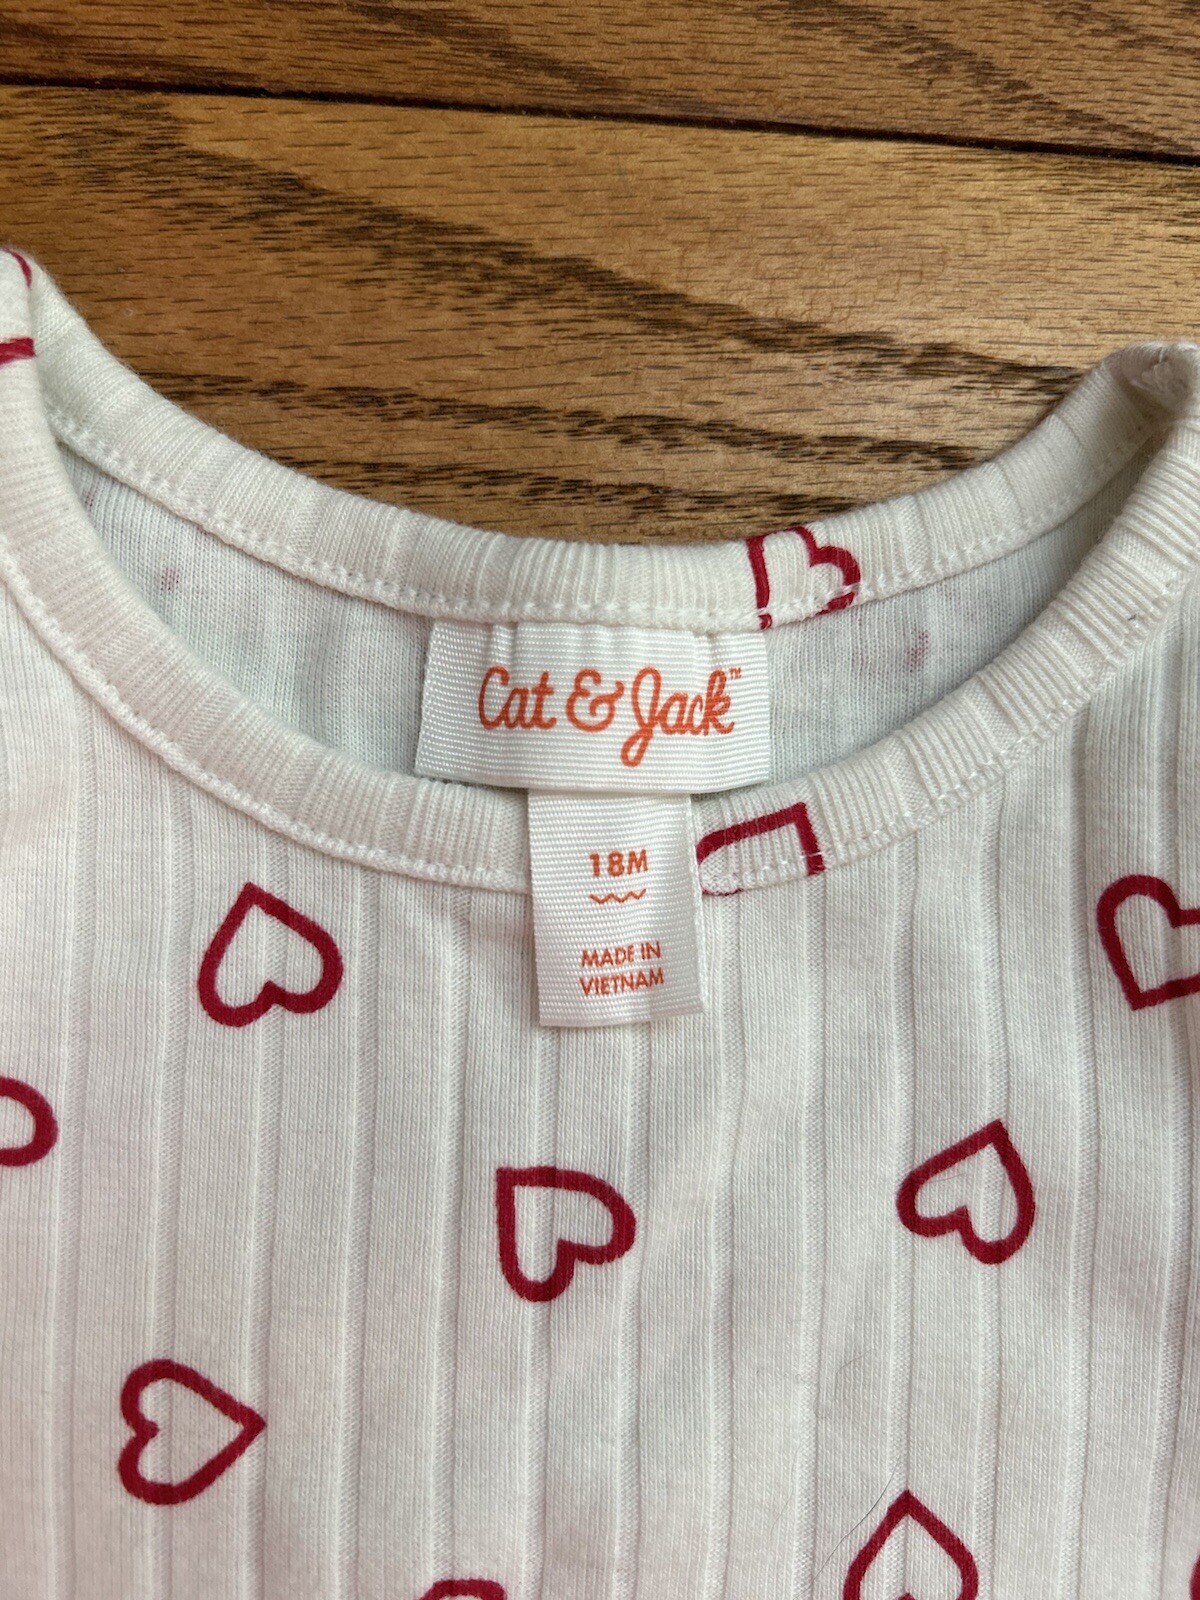 Cat & Jack™
18M
MADE IN
VIETNAM